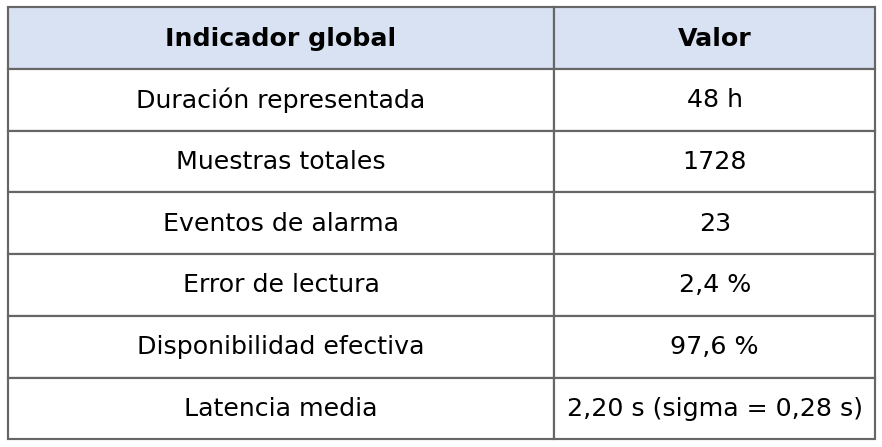 Indicador global Valor
Duración representada 48 h
Muestras totales 1728
Eventos de alarma 23
Error de lectura 2,4 %
Disponibilidad efectiva 97,6 %
Latencia media 2,20 s (sigma = 0,28 s)